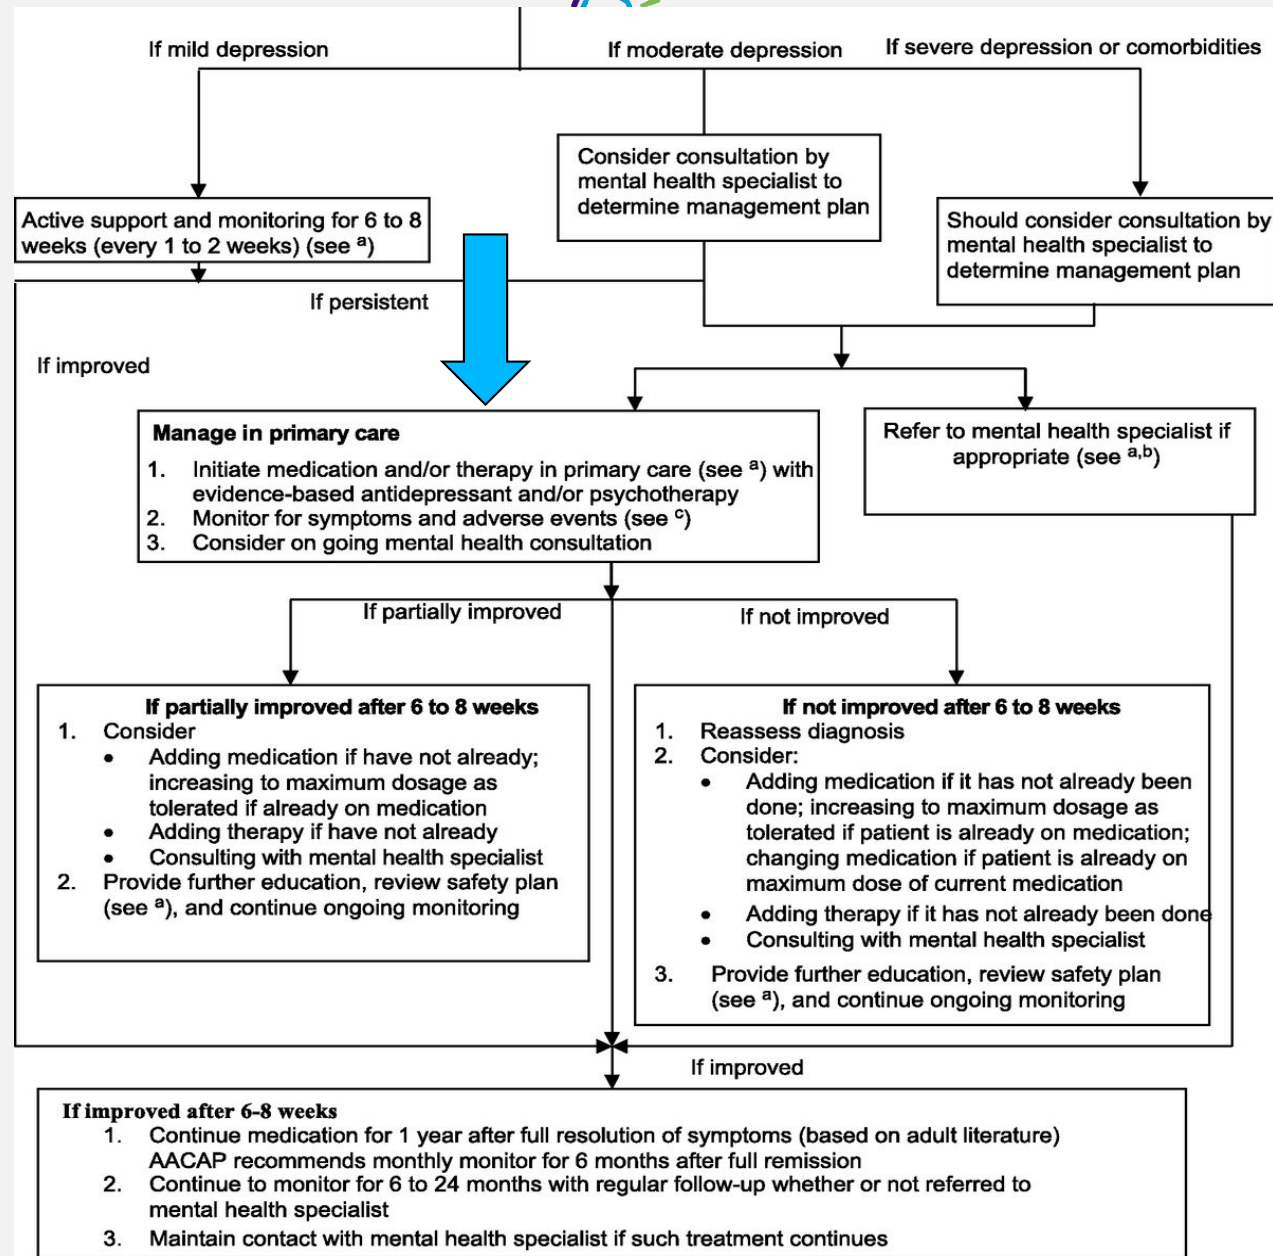 If mild depression
If moderate depression
If severe depression or comorbidities
Consider consultation by
mental health specialist to
determine management plan
Active support and monitoring for 6 to 8
weeks (every 1 to 2 weeks) (see a)
Should consider consultation by
mental health specialist to
determine management plan
If persistent
If improved
Manage in primary care
1. Initiate medication and/or therapy in primary care (see a) with
evidence-based antidepressant and/or psychotherapy
2. Monitor for symptoms and adverse events (see c)
3. Consider on going mental health consultation
Refer to mental health specialist if
appropriate (see a,b)
If partially improved
If not improved
If partially improved after 6 to 8 weeks
1. Consider
• Adding medication if have not already;
increasing to maximum dosage as
tolerated if already on medication
• Adding therapy if have not already
• Consulting with mental health specialist
2. Provide further education, review safety plan
(see a), and continue ongoing monitoring
If not improved after 6 to 8 weeks
1. Reassess diagnosis
2. Consider:
• Adding medication if it has not already been
done; increasing to maximum dosage as
tolerated if patient is already on medication;
changing medication if patient is already on
maximum dose of current medication
• Adding therapy if it has not already been done
• Consulting with mental health specialist
3. Provide further education, review safety plan
(see a), and continue ongoing monitoring
If improved
If improved after 6-8 weeks
1. Continue medication for 1 year after full resolution of symptoms (based on adult literature)
AACAP recommends monthly monitor for 6 months after full remission
2. Continue to monitor for 6 to 24 months with regular follow-up whether or not referred to
mental health specialist
3. Maintain contact with mental health specialist if such treatment continues